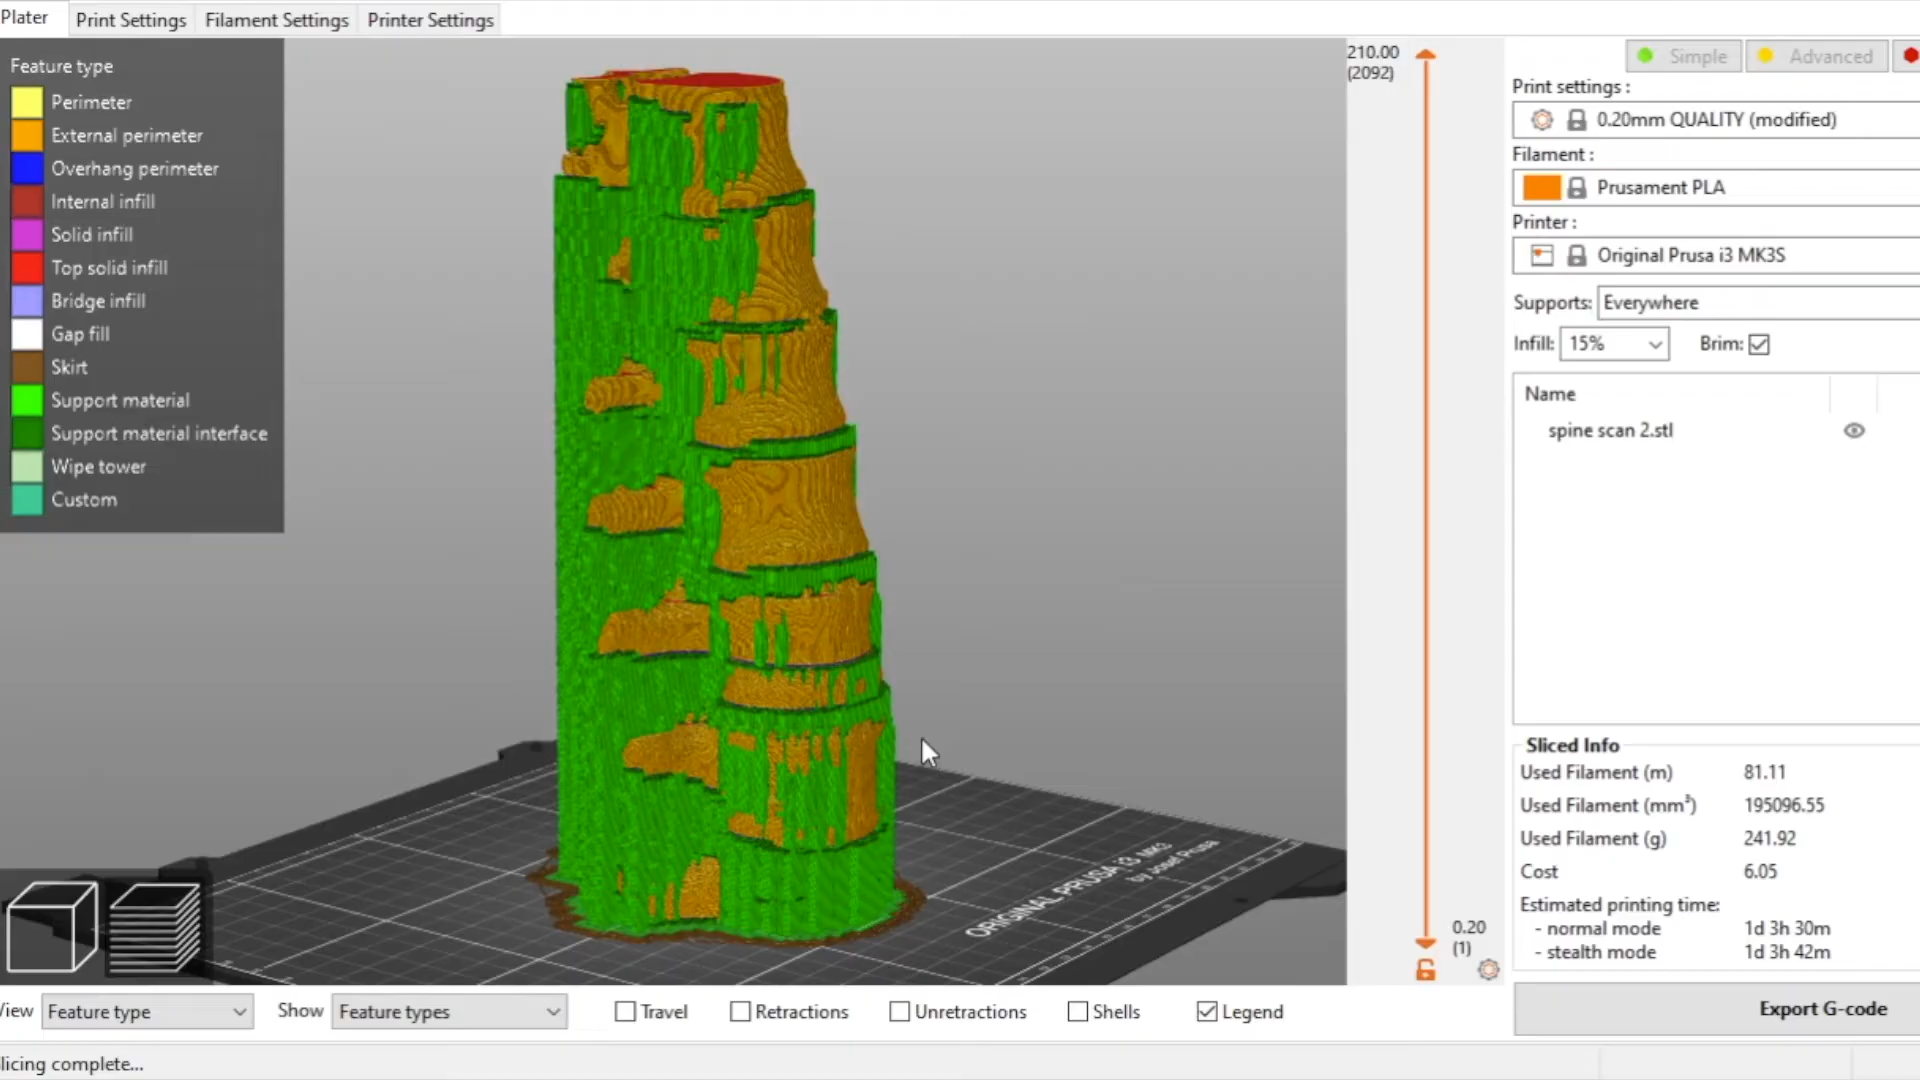 Plater
Print Settings
Filament Settings
Printer Settings
Feature type
Perimeter
External perimeter
Overhang perimeter
Internal infill
Solid infill
Top solid infill
Bridge infill
Gap fill
Skirt
Support material
Support material interface
Wipe tower
Custom
ORIGINAL PRUSA i3 MK3
by Josef Prusa
210.00
(2092)
0.20
(1)
Simple
Advanced
Print settings :
0.20mm QUALITY (modified)
Filament :
Prusament PLA
Printer :
Original Prusa i3 MK3S
Supports: Everywhere
Infill: 15% Brim:
Name
spine scan 2.stl
Sliced Info
Used Filament (m) 81.11
Used Filament (mm³) 195096.55
Used Filament (g) 241.92
Cost 6.05
Estimated printing time:
- normal mode 1d 3h 30m
- stealth mode 1d 3h 42m
Export G-code
iew Feature type Show Feature types Travel Retractions Unretractions Shells Legend
licing complete...